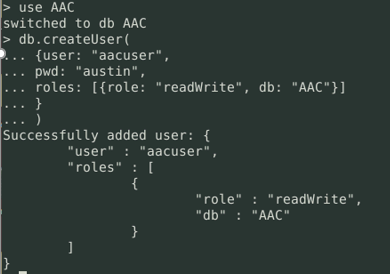 > use AAC
switched to db AAC
> db.createUser(
... {user: "aacuser",
... pwd: "austin",
... roles: [{role: "readWrite", db: "AAC"}]
... }
... )
Successfully added user: {
        "user" : "aacuser",
        "roles" : [
                {
                        "role" : "readWrite",
                        "db" : "AAC"
                }
        ]
}